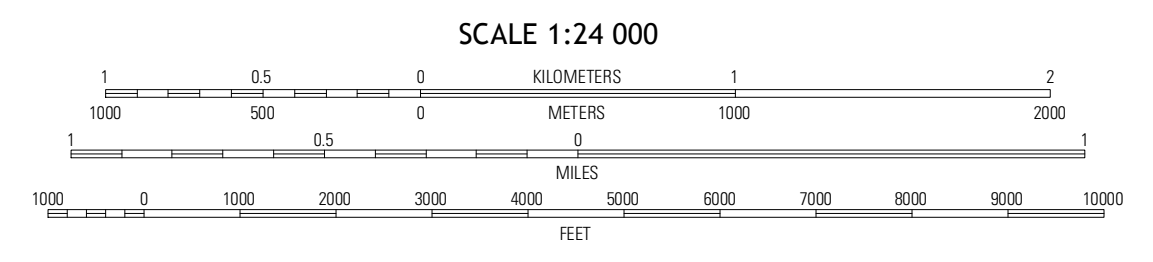 SCALE 1:24 000
1 0.5 0 KILOMETERS 1 2
1000 500 0 METERS 1000 2000
1 0.5 0 1
MILES
1000 0 1000 2000 3000 4000 5000 6000 7000 8000 9000 10000
FEET